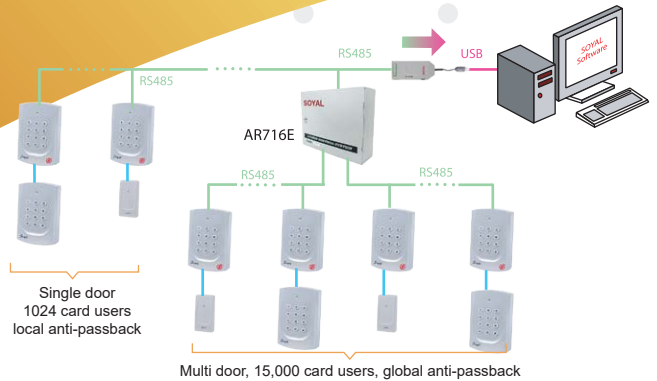 SOYAL
Software
RS485
USB
RS485
SOYAL
AR716E
RS485
RS485
Single door
1024 card users
local anti-passback
Multi door, 15,000 card users, global anti-passback